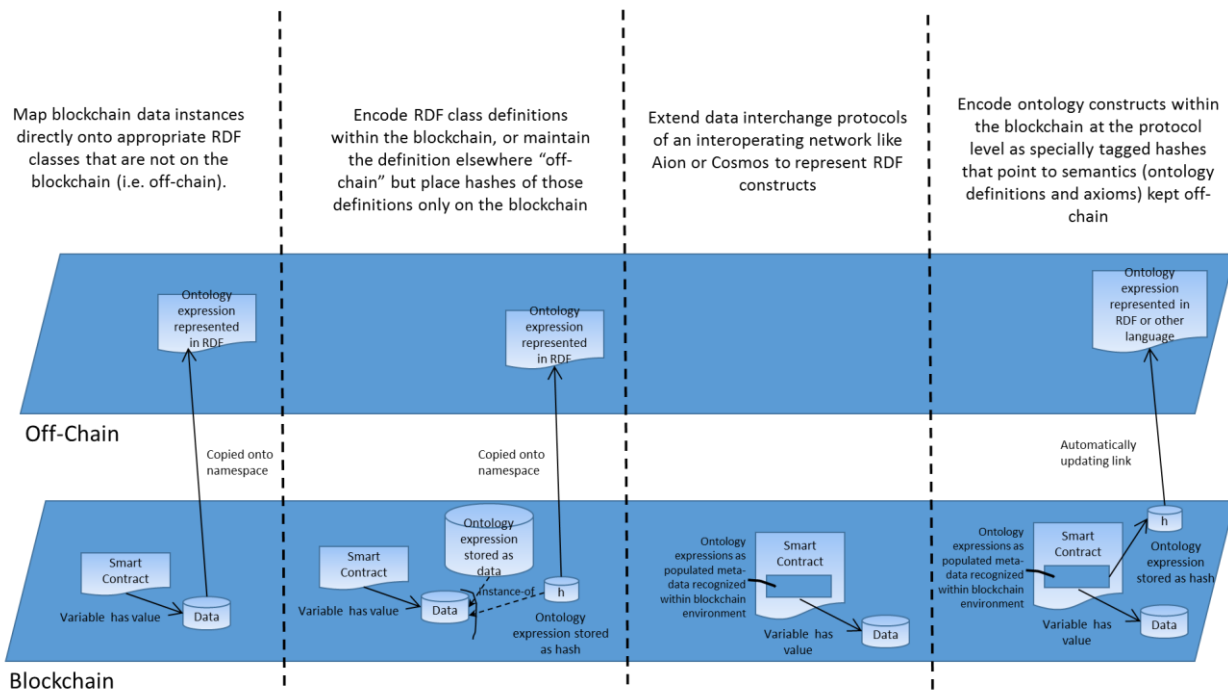 Map blockchain data instances
directly onto appropriate RDF
classes that are not on the
blockchain (i.e. off-chain).
Encode RDF class definitions
within the blockchain, or maintain
the definition elsewhere “off-
chain” but place hashes of those
definitions only on the blockchain
Extend data interchange protocols
of an interoperating network like
Aion or Cosmos to represent RDF
constructs
Encode ontology constructs within
the blockchain at the protocol
level as specially tagged hashes
that point to semantics (ontology
definitions and axioms) kept off-
chain
Ontology
expression
represented
in RDF
Ontology
expression
represented
in RDF
Ontology
expression
represented in
RDF or other
language
Off-Chain
Copied onto
namespace
Copied onto
namespace
Automatically
updating link
Smart
Contract
Variable has value
Data
Smart
Contract
Variable has value
Data
Ontology
expression
stored as
data
instance-of
h
Ontology
expression stored
as hash
Ontology
expressions as
populated meta-
data recognized
within blockchain
environment
Smart
Contract
Variable has
value
Data
Ontology
expressions as
populated meta-
data recognized
within blockchain
environment
Smart
Contract
h
Ontology
expression
stored as hash
Variable has
value
Data
Blockchain